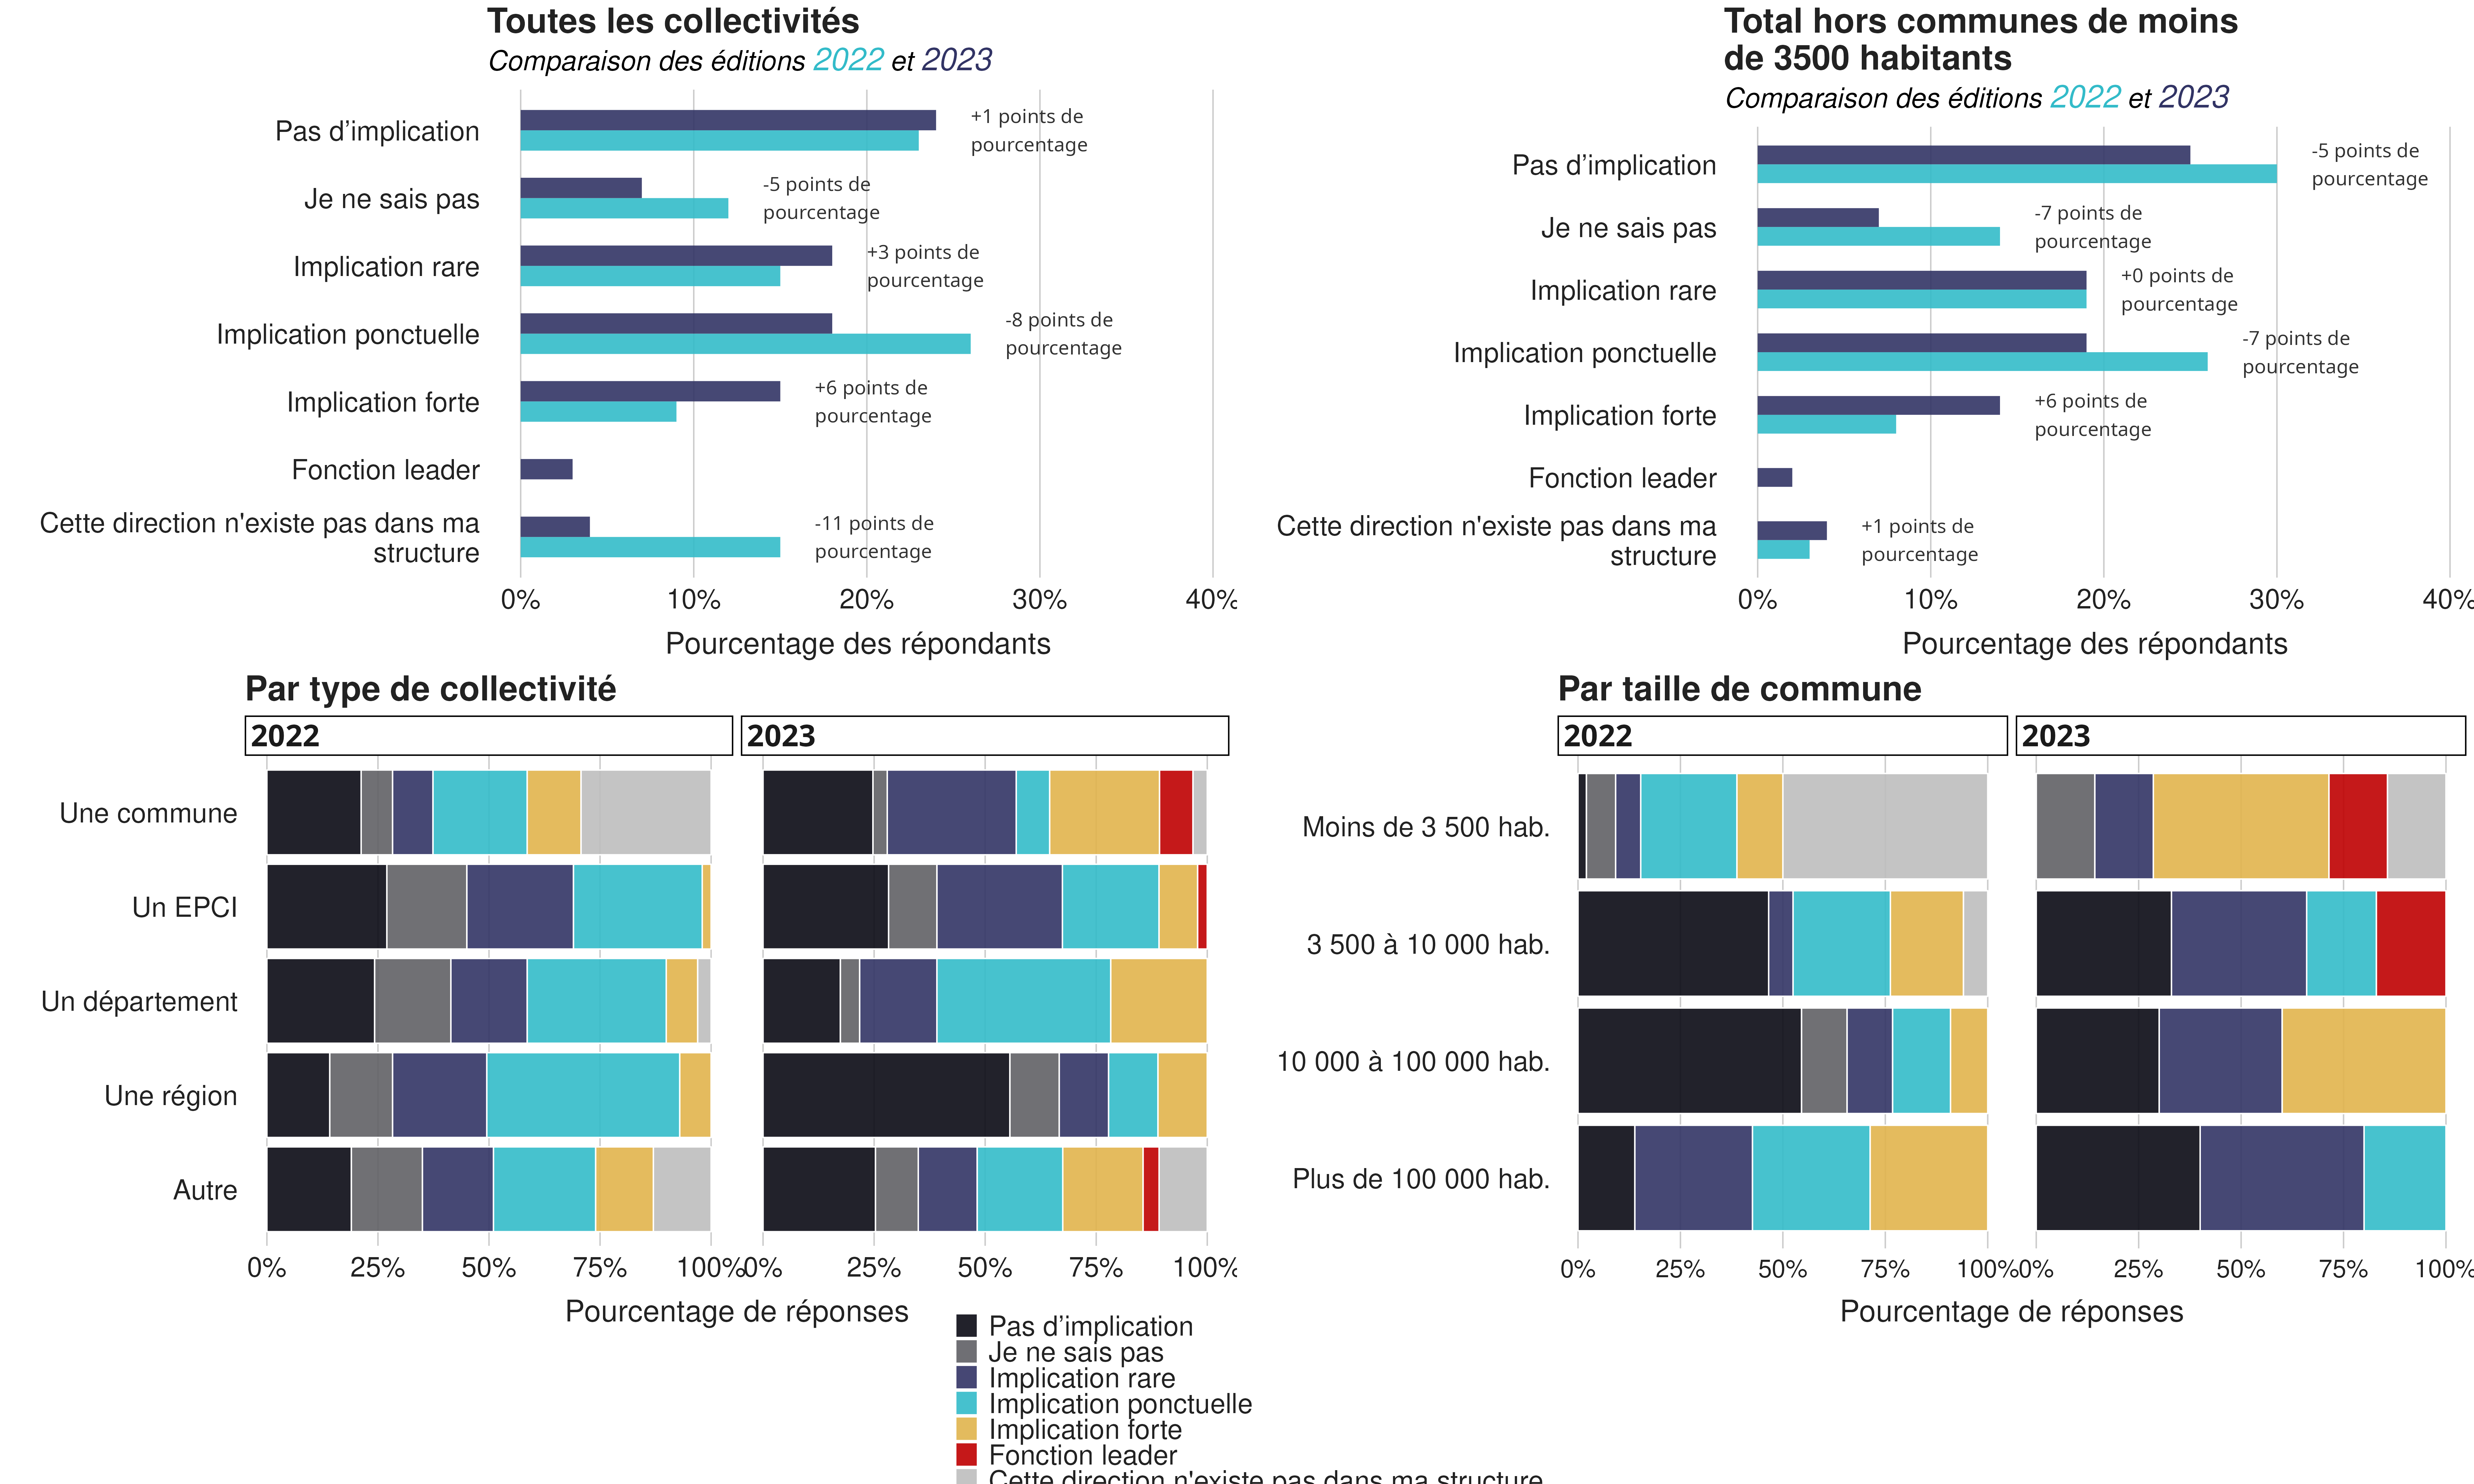 Toutes les collectivités
Comparaison des éditions 2022 et 2023
Pas d’implication
Je ne sais pas
Implication rare
Implication ponctuelle
Implication forte
Fonction leader
Cette direction n'existe pas dans ma
structure
+1 points de
pourcentage
-5 points de
pourcentage
+3 points de
pourcentage
-8 points de
pourcentage
+6 points de
pourcentage
-11 points de
pourcentage
0% 10% 20% 30% 40%
Pourcentage des répondants
Total hors communes de moins
de 3500 habitants
Comparaison des éditions 2022 et 2023
Pas d’implication
Je ne sais pas
Implication rare
Implication ponctuelle
Implication forte
Fonction leader
Cette direction n'existe pas dans ma
structure
-5 points de
pourcentage
-7 points de
pourcentage
+0 points de
pourcentage
-7 points de
pourcentage
+6 points de
pourcentage
+1 points de
pourcentage
0% 10% 20% 30% 40%
Pourcentage des répondants
Par type de collectivité
2022 2023
Une commune
Un EPCI
Un département
Une région
Autre
0% 25% 50% 75% 100% 0% 25% 50% 75% 100%
Pourcentage de réponses
Par taille de commune
2022 2023
Moins de 3 500 hab.
3 500 à 10 000 hab.
10 000 à 100 000 hab.
Plus de 100 000 hab.
0% 25% 50% 75% 100% 0% 25% 50% 75% 100%
Pourcentage de réponses
Pas d’implication
Je ne sais pas
Implication rare
Implication ponctuelle
Implication forte
Fonction leader
Cette direction n'existe pas dans ma structure